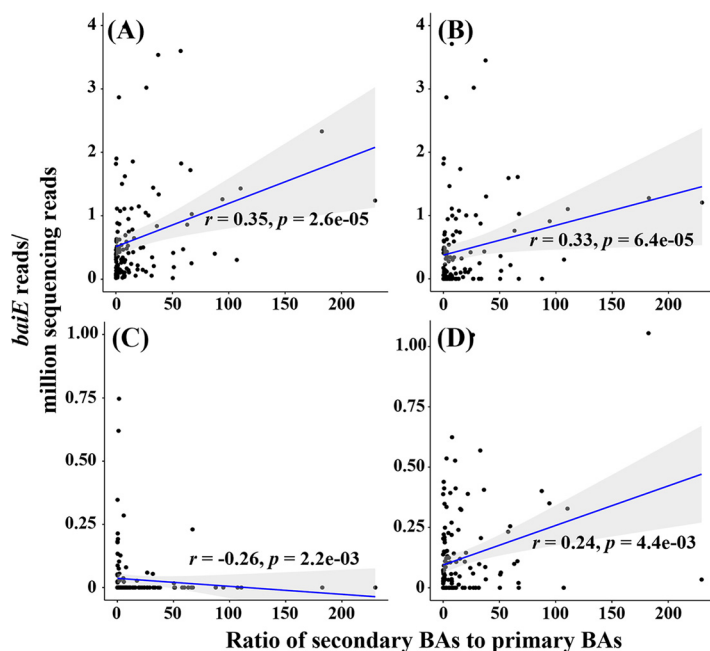 (A)
4
3
2
1
0
r = 0.35, p = 2.6e-05
0 50 100 150 200
(B)
4
3
2
1
0
r = 0.33, p = 6.4e-05
0 50 100 150 200
baiE reads/
million sequencing reads
(C)
1.00
0.75
0.50
0.25
0
r = -0.26, p = 2.2e-03
0 50 100 150 200
(D)
1.00
0.75
0.50
0.25
0
r = 0.24, p = 4.4e-03
0 50 100 150 200
Ratio of secondary BAs to primary BAs